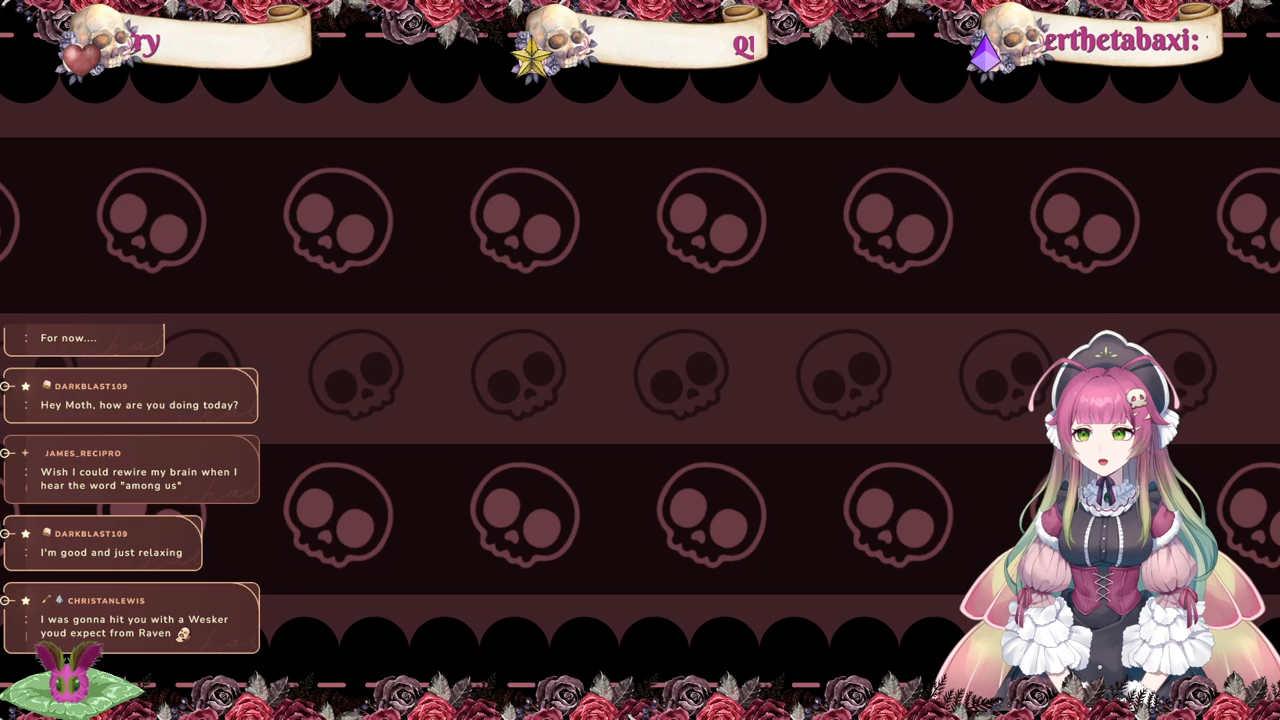 ry
Q
erthetabaxi:
For now....
DARKBLAST109
Hey Moth, how are you doing today?
JAMES_RECIPRO
Wish I could rewire my brain when I
hear the word "among us"
DARKBLAST109
I'm good and just relaxing
CHRISTANLEWIS
I was gonna hit you with a Wesker
youd expect from Raven